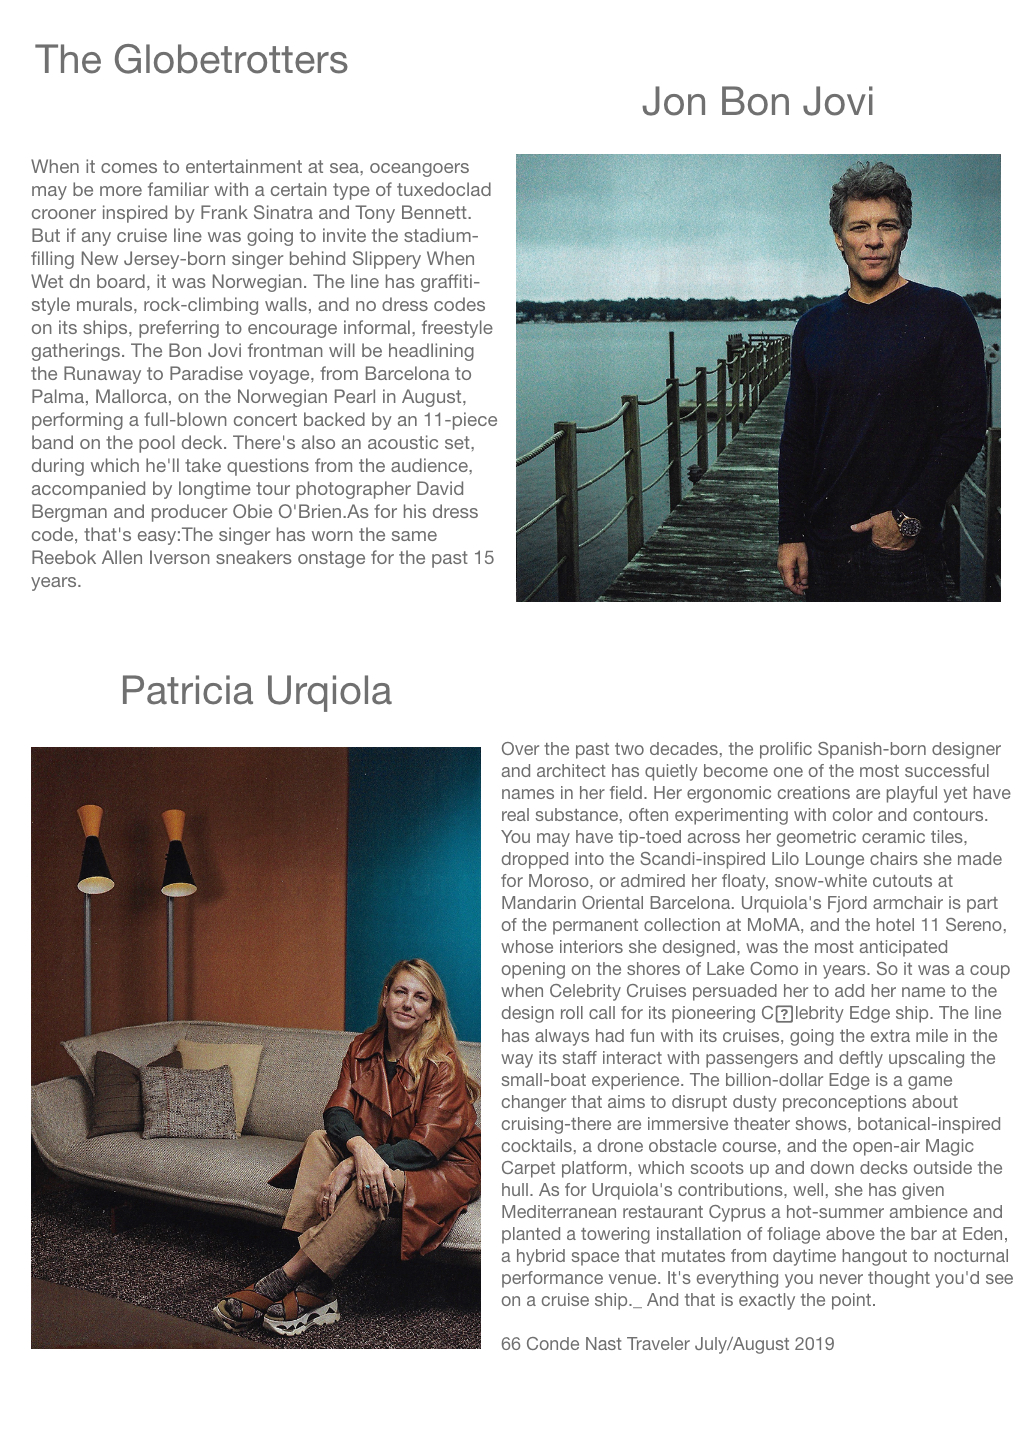 The Globetrotters
Jon Bon Jovi
When it comes to entertainment at sea, oceangoers
may be more familiar with a certain type of tuxedoclad
crooner inspired by Frank Sinatra and Tony Bennett.
But if any cruise line was going to invite the stadium-
filling New Jersey-born singer behind Slippery When
Wet dn board, it was Norwegian. The line has graffiti-
style murals, rock-climbing walls, and no dress codes
on its ships, preferring to encourage informal, freestyle
gatherings. The Bon Jovi frontman will be headlining
the Runaway to Paradise voyage, from Barcelona to
Palma, Mallorca, on the Norwegian Pearl in August,
performing a full-blown concert backed by an 11-piece
band on the pool deck. There's also an acoustic set,
during which he'll take questions from the audience,
accompanied by longtime tour photographer David
Bergman and producer Obie O'Brien.As for his dress
code, that's easy:The singer has worn the same
Reebok Allen Iverson sneakers onstage for the past 15
years.
Patricia Urqiola
Over the past two decades, the prolific Spanish-born designer
and architect has quietly become one of the most successful
names in her field. Her ergonomic creations are playful yet have
real substance, often experimenting with color and contours.
You may have tip-toed across her geometric ceramic tiles,
dropped into the Scandi-inspired Lilo Lounge chairs she made
for Moroso, or admired her floaty, snow-white cutouts at
Mandarin Oriental Barcelona. Urquiola's Fjord armchair is part
of the permanent collection at MoMA, and the hotel 11 Sereno,
whose interiors she designed, was the most anticipated
opening on the shores of Lake Como in years. So it was a coup
when Celebrity Cruises persuaded her to add her name to the
design roll call for its pioneering C�lebrity Edge ship. The line
has always had fun with its cruises, going the extra mile in the
way its staff interact with passengers and deftly upscaling the
small-boat experience. The billion-dollar Edge is a game
changer that aims to disrupt dusty preconceptions about
cruising-there are immersive theater shows, botanical-inspired
cocktails, a drone obstacle course, and the open-air Magic
Carpet platform, which scoots up and down decks outside the
hull. As for Urquiola's contributions, well, she has given
Mediterranean restaurant Cyprus a hot-summer ambience and
planted a towering installation of foliage above the bar at Eden,
a hybrid space that mutates from daytime hangout to nocturnal
performance venue. It's everything you never thought you'd see
on a cruise ship._ And that is exactly the point.
66 Conde Nast Traveler July/August 2019